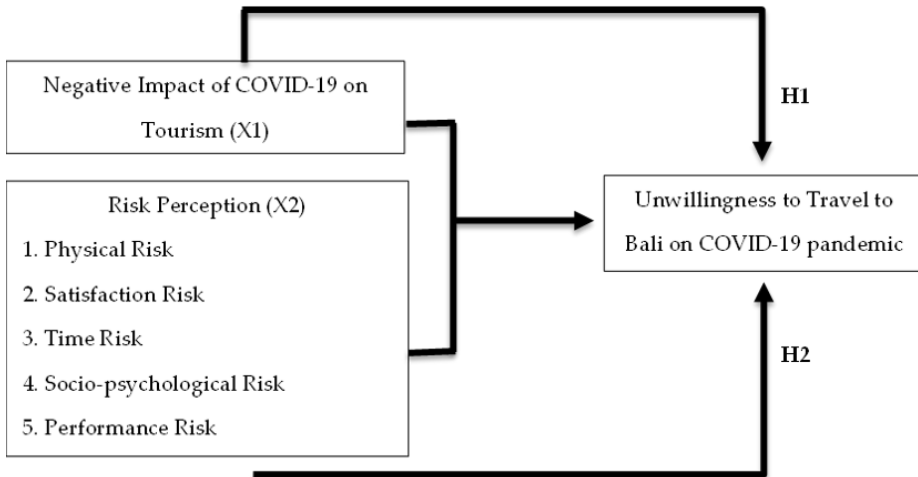 Negative Impact of COVID-19 on
Tourism (X1)
H1
Risk Perception (X2)
1. Physical Risk
2. Satisfaction Risk
3. Time Risk
4. Socio-psychological Risk
5. Performance Risk
Unwillingness to Travel to
Bali on COVID-19 pandemic
H2